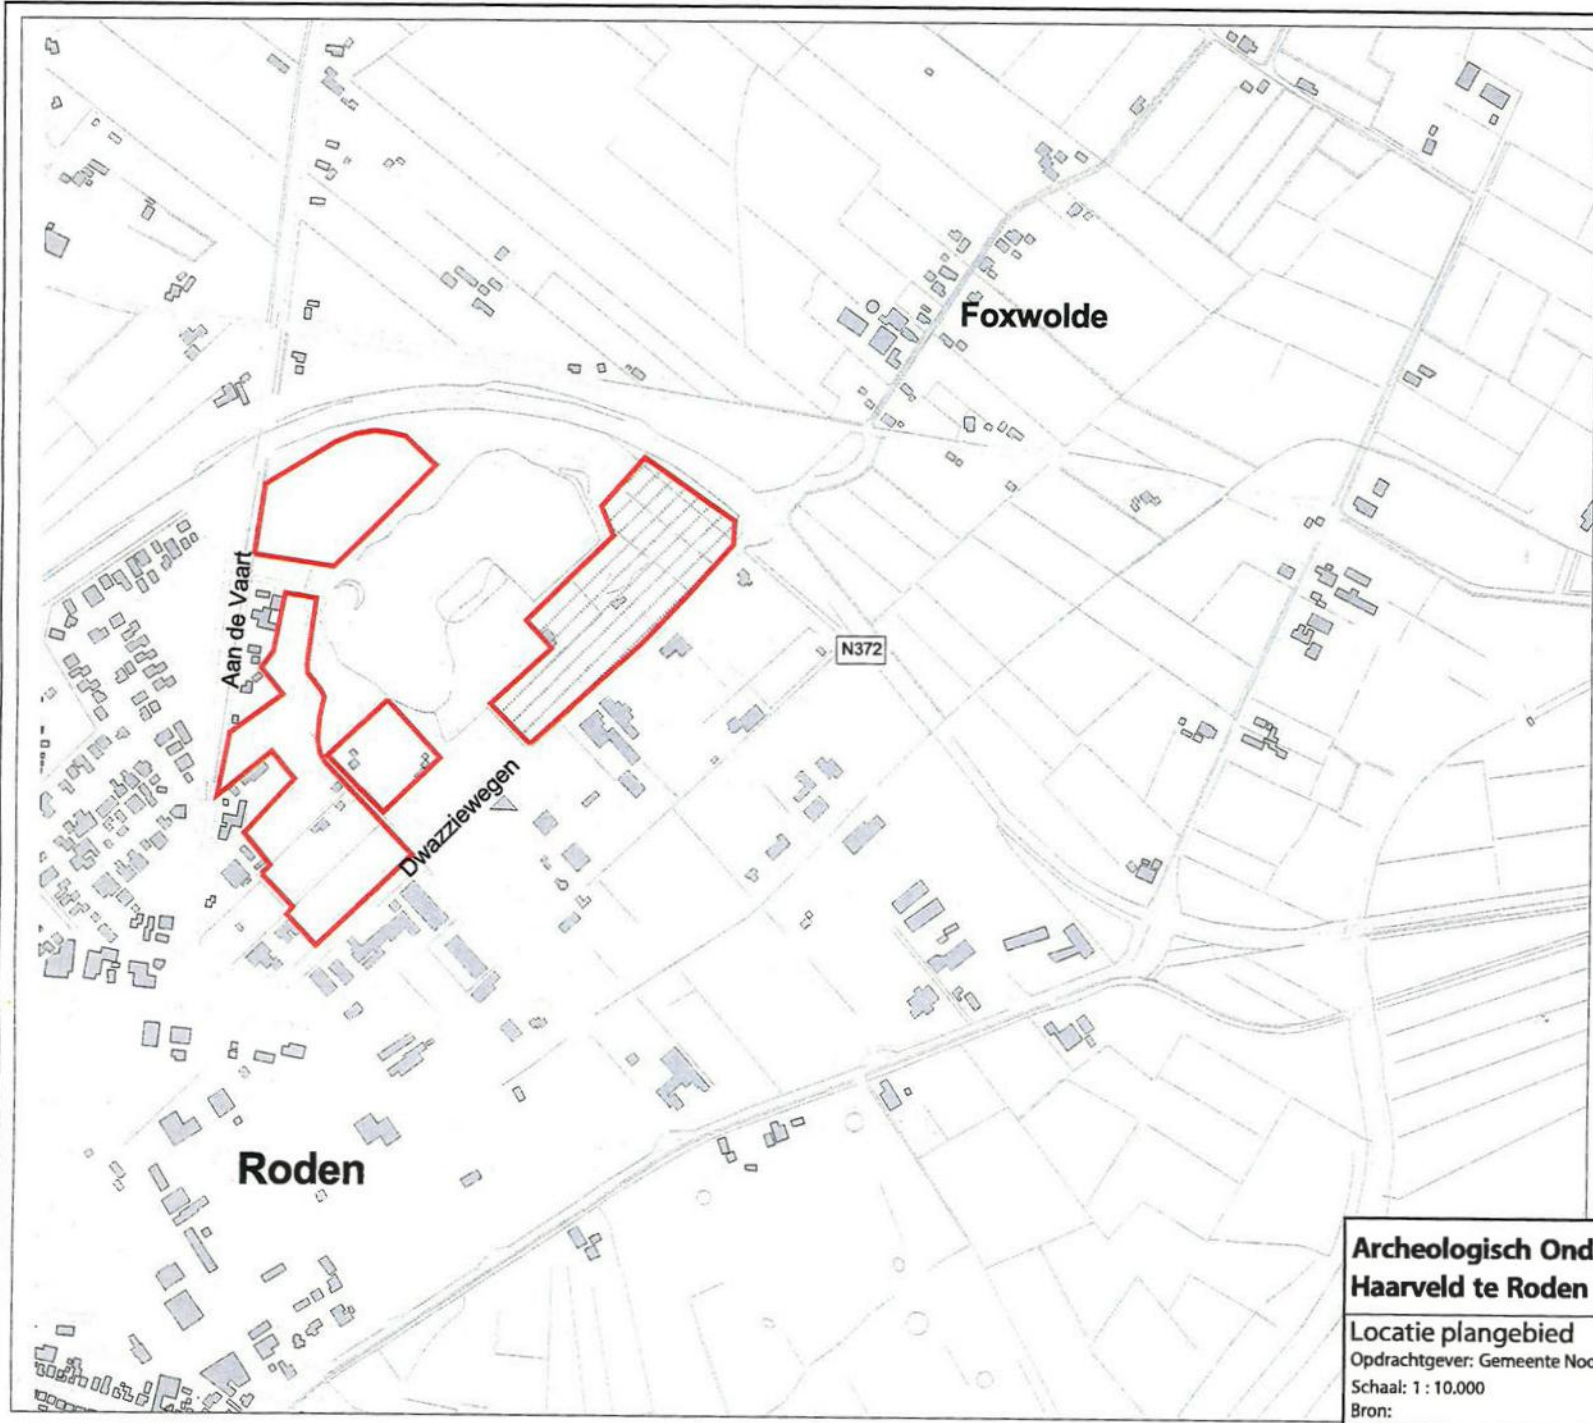 Foxwolde
Aan de Vaart
N372
Dwazziewegen
Roden
Archeologisch Ond
Haarveld te Roden
Locatie plangebied
Opdrachtgever: Gemeente Noo
Schaal: 1 : 10.000
Bron: